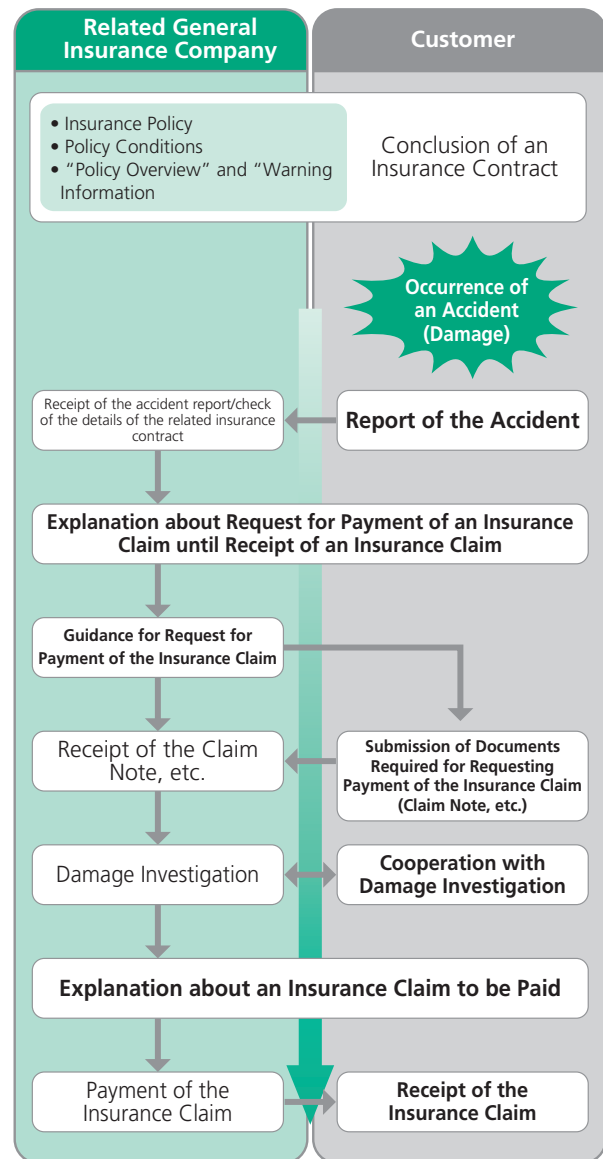 Related General
Insurance Company
Customer
• Insurance Policy
• Policy Conditions
• “Policy Overview” and “Warning
Information
Conclusion of an
Insurance Contract
Occurrence of
an Accident
(Damage)
Receipt of the accident report/check
of the details of the related insurance
contract
Report of the Accident
Explanation about Request for Payment of an Insurance
Claim until Receipt of an Insurance Claim
Guidance for Request for
Payment of the Insurance Claim
Receipt of the Claim
Note, etc.
Submission of Documents
Required for Requesting
Payment of the Insurance Claim
(Claim Note, etc.)
Damage Investigation
Cooperation with
Damage Investigation
Explanation about an Insurance Claim to be Paid
Payment of the
Insurance Claim
Receipt of the
Insurance Claim